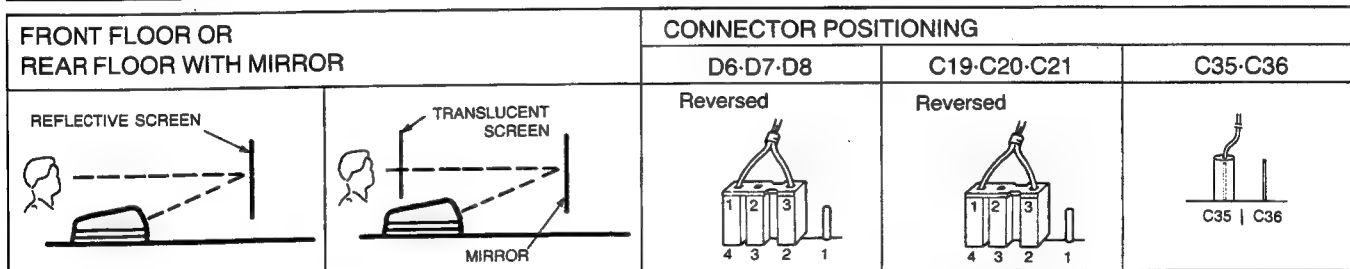 FRONT FLOOR OR
REAR FLOOR WITH MIRROR
CONNECTOR POSITIONING
D6·D7·D8
C19·C20·C21
C35·C36
REFLECTIVE SCREEN
TRANSLUCENT
SCREEN
MIRROR
Reversed
1 2 3
4 3 2 1
Reversed
1 2 3
4 3 2 1
C35 | C36